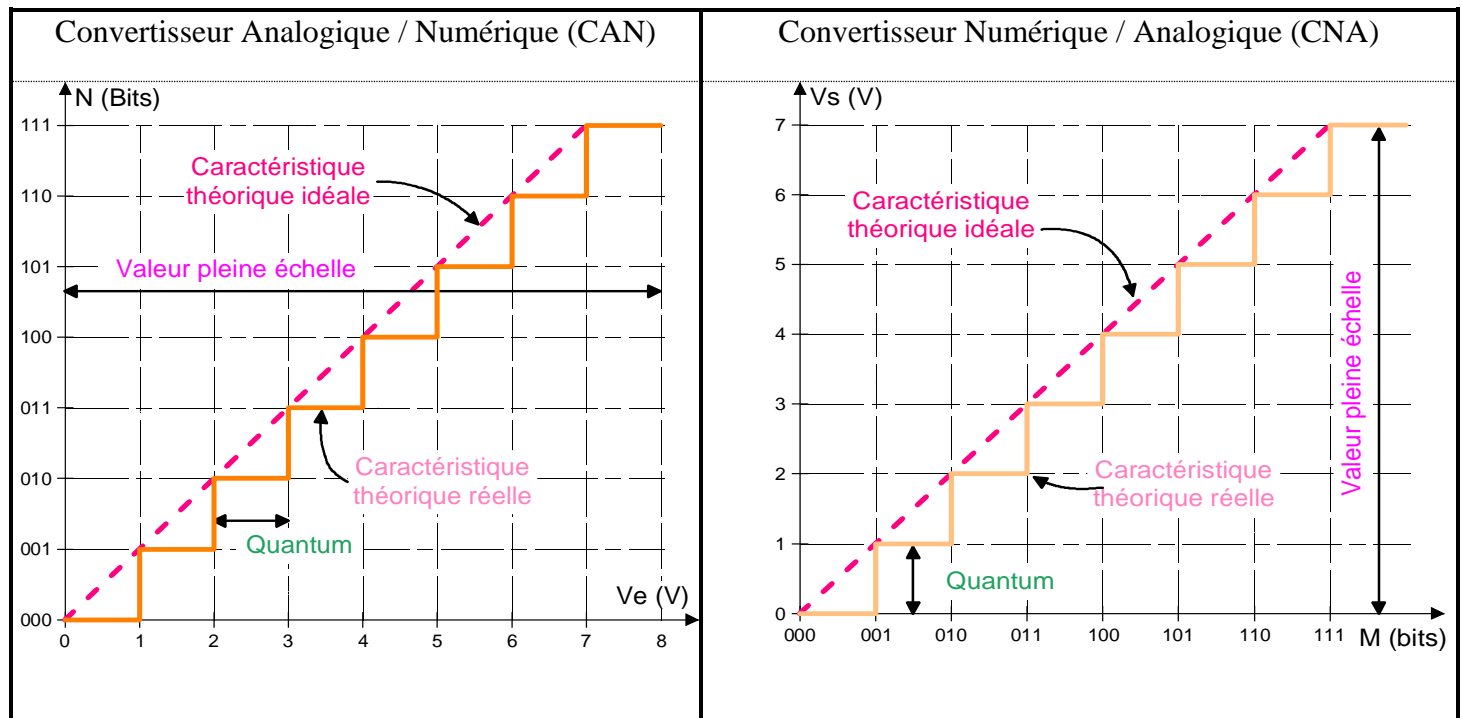 Convertisseur Analogique / Numérique (CAN)
N (Bits)
111
110
101
100
011
010
001
000
Caractéristique
théorique idéale
Valeur pleine échelle
Caractéristique
théorique réelle
Quantum
Ve (V)
0 1 2 3 4 5 6 7 8
Convertisseur Numérique / Analogique (CNA)
Vs (V)
7
6
5
4
3
2
1
0
Caractéristique
théorique idéale
Valeur pleine échelle
Caractéristique
théorique réelle
Quantum
000 001 010 011 100 101 110 111 M (bits)